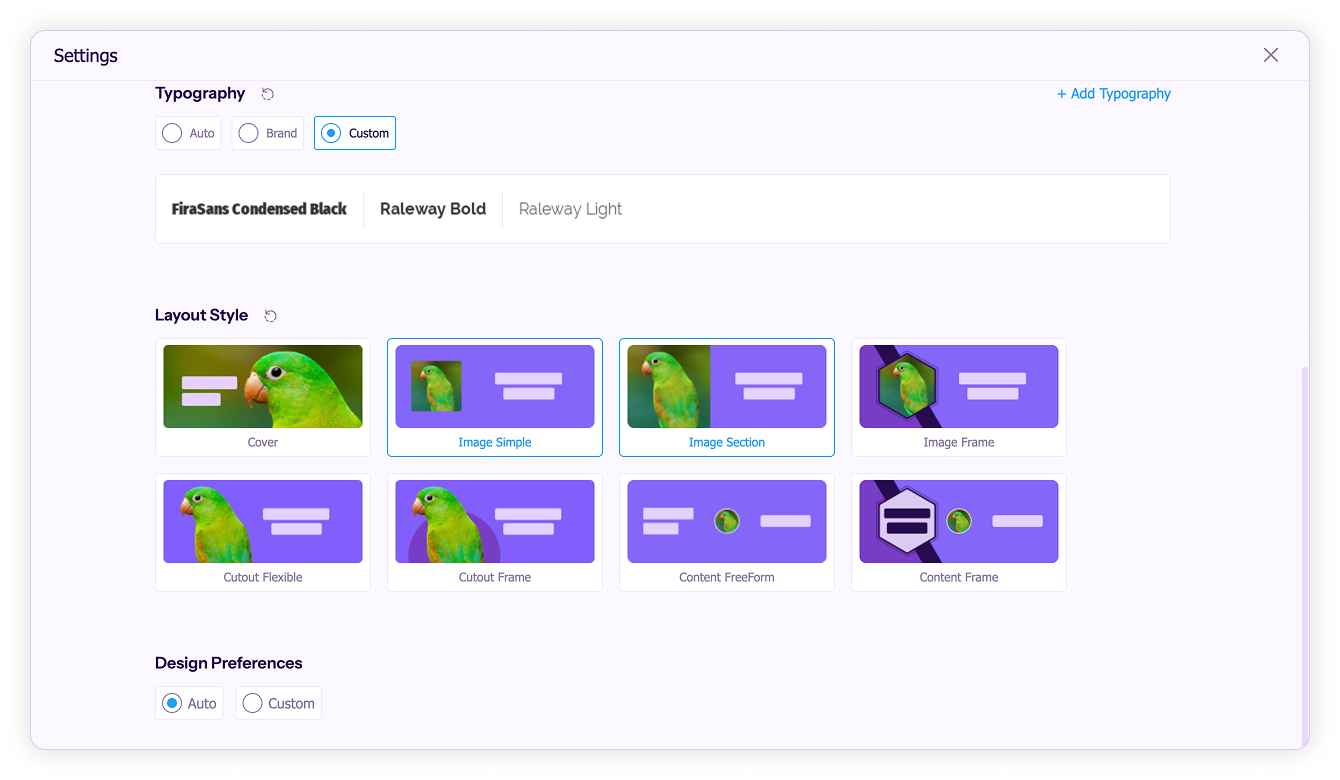 Settings
Typography
+ Add Typography
Auto
Brand
Custom
FiraSans Condensed Black
Raleway Bold
Raleway Light
Layout Style
Cover
Image Simple
Image Section
Image Frame
Cutout Flexible
Cutout Frame
Content FreeForm
Content Frame
Design Preferences
Auto
Custom